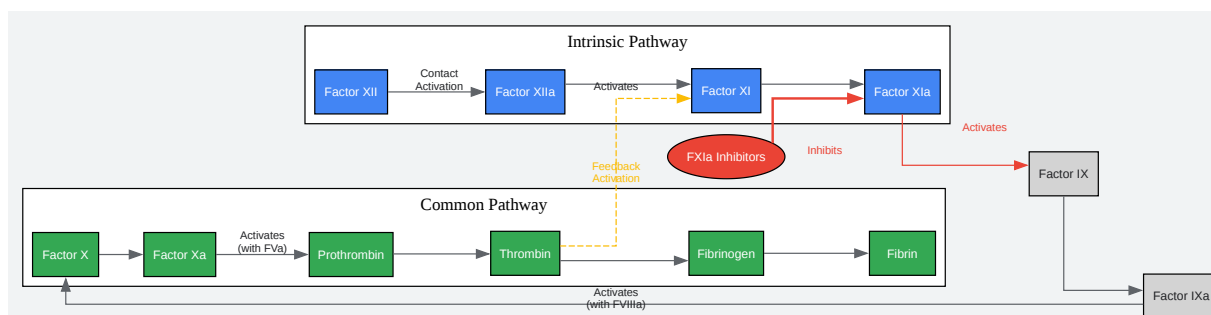 Intrinsic Pathway
Factor XII
Contact
Activation
Factor XIIa
Activates
Factor XI
Factor XIa
FXIa Inhibitors
Inhibits
Activates
Factor IX
Feedback
Activation
Common Pathway
Factor X
Factor Xa
Activates
(with FVa)
Prothrombin
Thrombin
Fibrinogen
Fibrin
Activates
(with FVIIIa)
Factor IXa